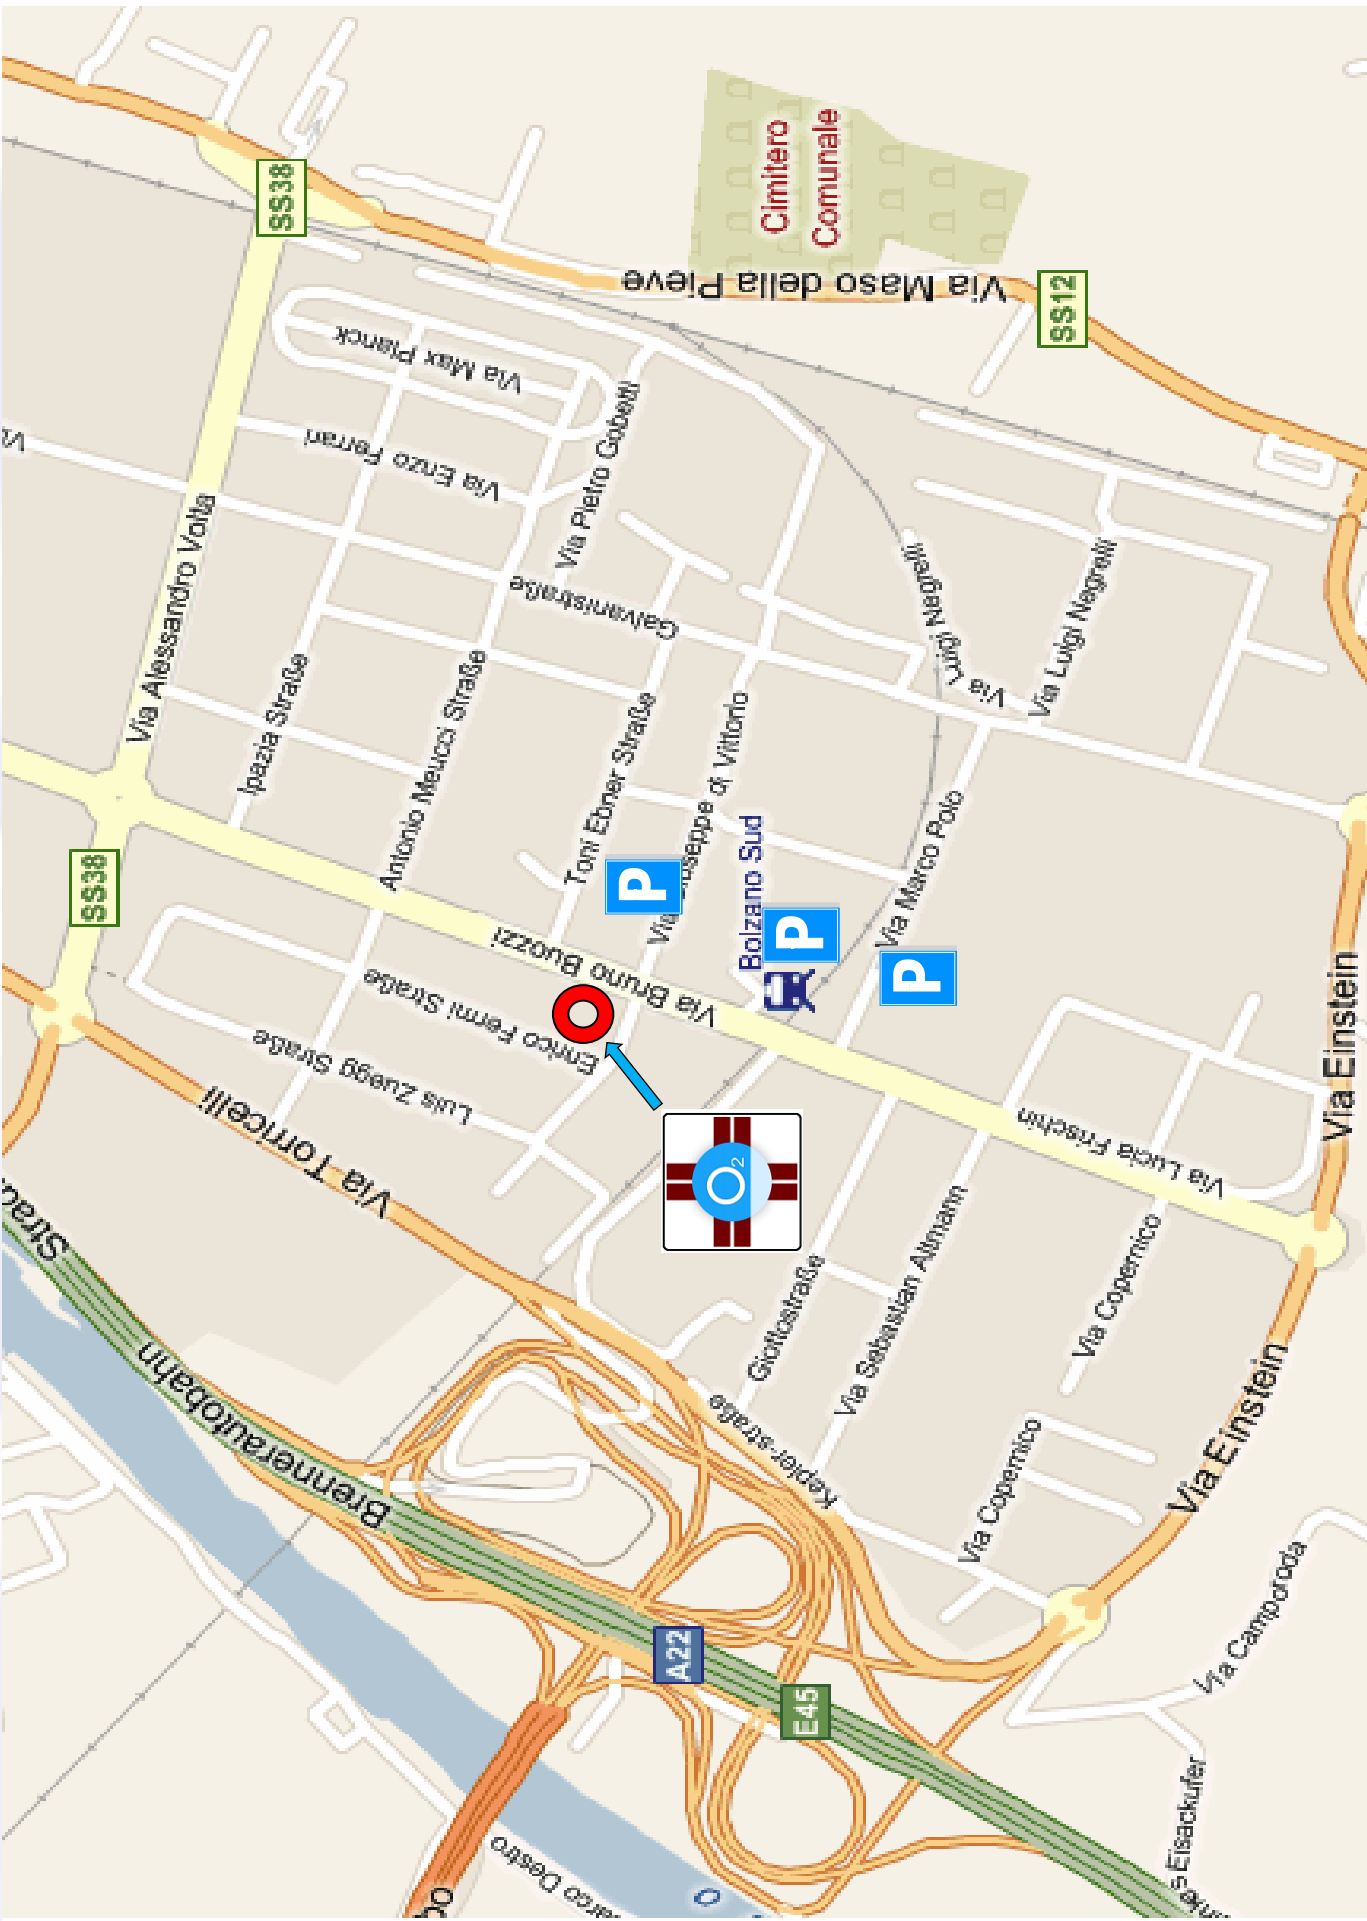 SS38
Cimitero
Comunale
Via Maso della Pieve
SS12
Via Max Planck
Via Enzo Ferrari
Via Pietro Gobetti
Via Alessandro Volta
Galvanistraße
Ipazia Straße
Antonio Meucci Straße
Toni Ebner Straße
Via Giuseppe di Vittorio
Via Luigi Negrelli
Via Luigi Negrelli
Via Marco Polo
Bolzano Sud
P
P
P
SS38
Via Bruno Buozzi
Enrico Fermi Straße
Luis Zuegg Straße
Via Torricelli
O2
Via Lucia Frischin
Via Einstein
Giottostraße
Via Sebastian Altmann
Via Copernico
Kepler-straße
Via Copernico
Via Einstein
Brennerautobahn
A22
E45
Via Camporoda
Eisackufer